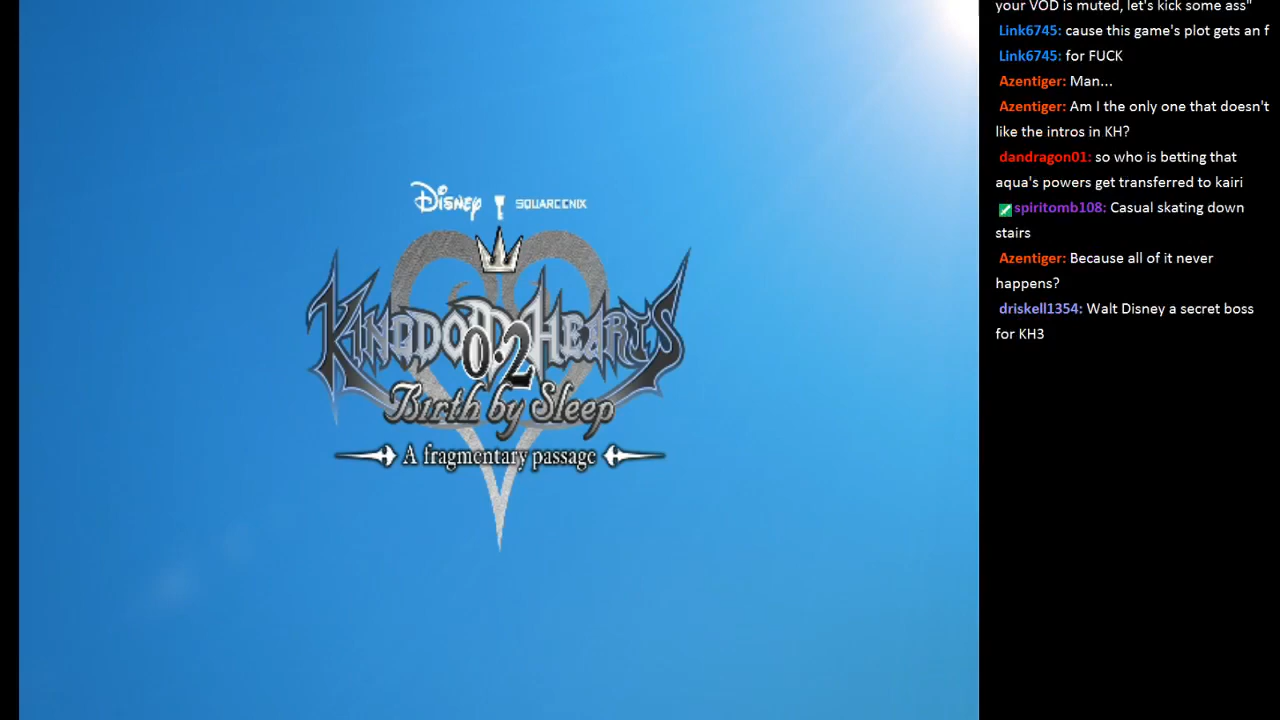 Disney SQUARE ENIX
KINGDOM HEARTS
0.2
Birth by Sleep
A fragmentary passage
your VOD is muted, let's kick some ass"
Link6745: cause this game's plot gets an f
Link6745: for FUCK
Azentiger: Man...
Azentiger: Am I the only one that doesn't
like the intros in KH?
dandragon01: so who is betting that
aqua's powers get transferred to kairi
spiritomb108: Casual skating down
stairs
Azentiger: Because all of it never
happens?
driskell1354: Walt Disney a secret boss
for KH3